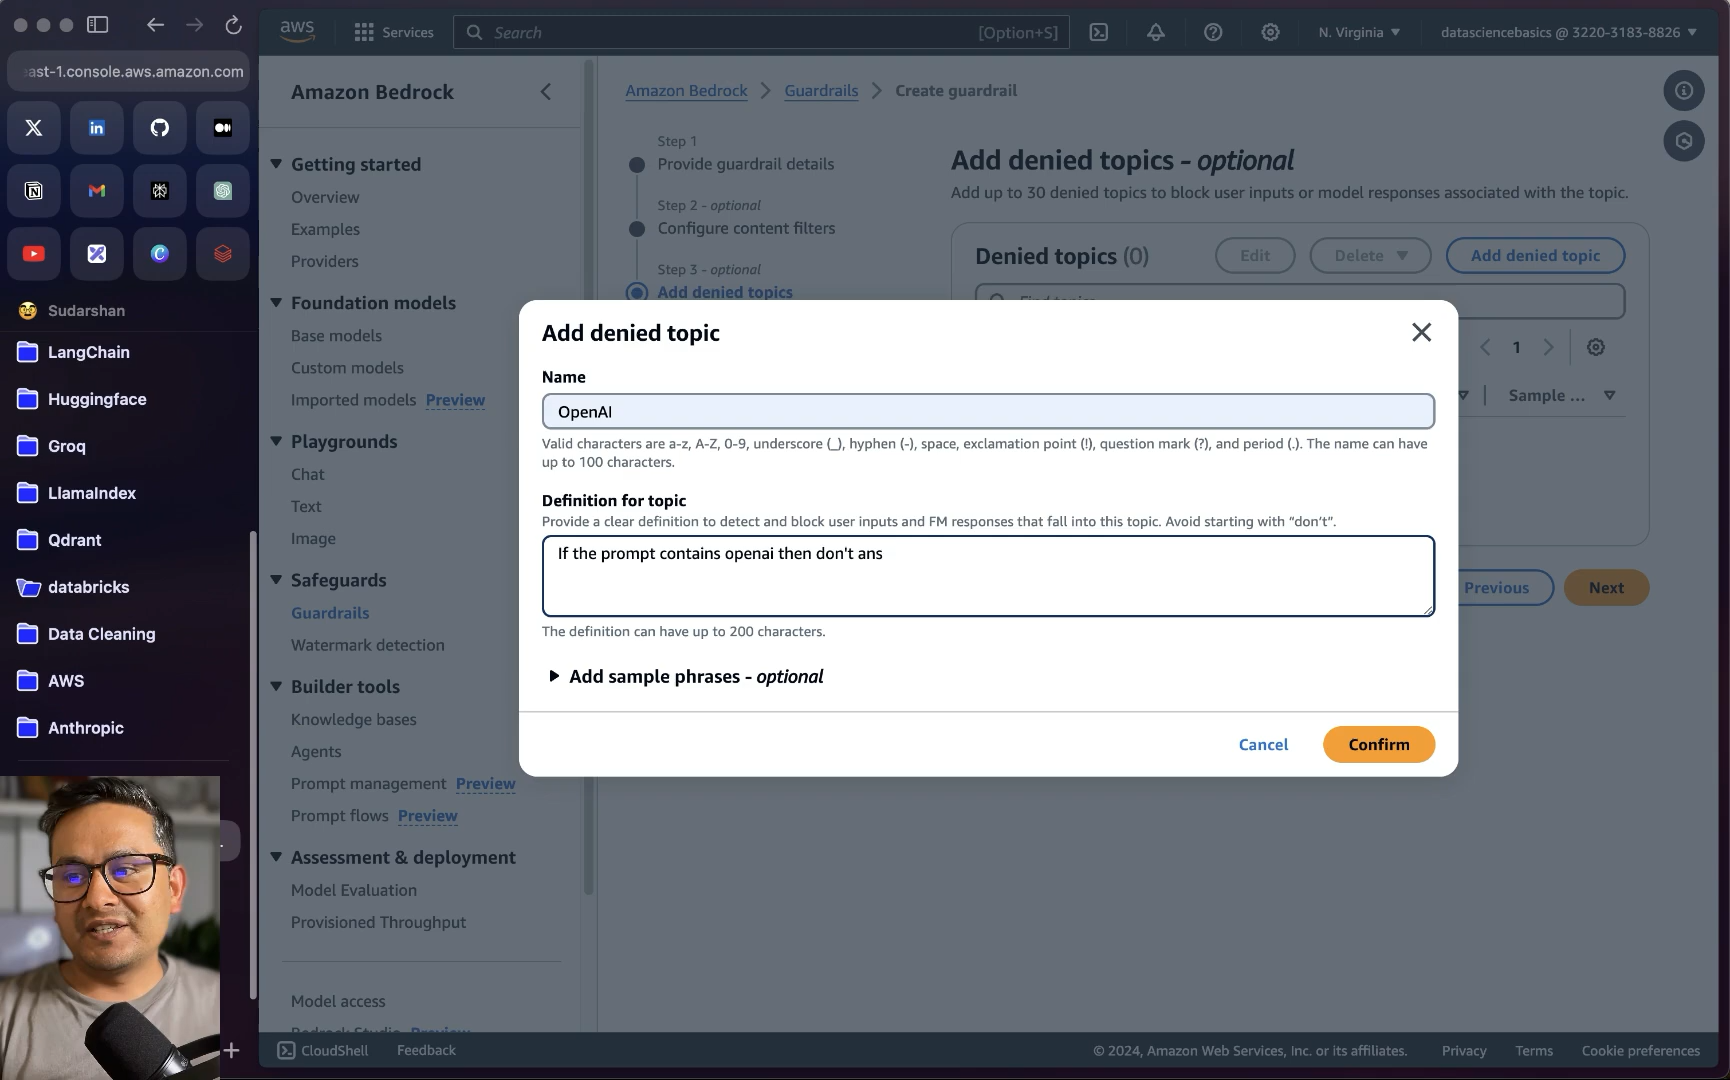 aws
Services
Search
[Option+S]
N. Virginia
datasciencebasics @ 3220-3183-8826
ast-1.console.aws.amazon.com
Sudarshan
LangChain
Huggingface
Groq
LlamaIndex
Qdrant
databricks
Data Cleaning
AWS
Anthropic
Amazon Bedrock
Getting started
Overview
Examples
Providers
Foundation models
Base models
Custom models
Imported models Preview
Playgrounds
Chat
Text
Image
Safeguards
Guardrails
Watermark detection
Builder tools
Knowledge bases
Agents
Prompt management Preview
Prompt flows Preview
Assessment & deployment
Model Evaluation
Provisioned Throughput
Model access
Bedrock Studio Preview
Amazon Bedrock
Guardrails
Create guardrail
Step 1
Provide guardrail details
Step 2 - optional
Configure content filters
Step 3 - optional
Add denied topics
Add denied topics - optional
Add up to 30 denied topics to block user inputs or model responses associated with the topic.
Denied topics (0)
Edit
Delete
Add denied topic
Find topics
1
Sample ...
Previous
Next
Add denied topic
Name
OpenAI
Valid characters are a-z, A-Z, 0-9, underscore (_), hyphen (-), space, exclamation point (!), question mark (?), and period (.). The name can have
up to 100 characters.
Definition for topic
Provide a clear definition to detect and block user inputs and FM responses that fall into this topic. Avoid starting with “don’t”.
If the prompt contains openai then don't ans
The definition can have up to 200 characters.
Add sample phrases - optional
Cancel
Confirm
CloudShell
Feedback
© 2024, Amazon Web Services, Inc. or its affiliates.
Privacy
Terms
Cookie preferences